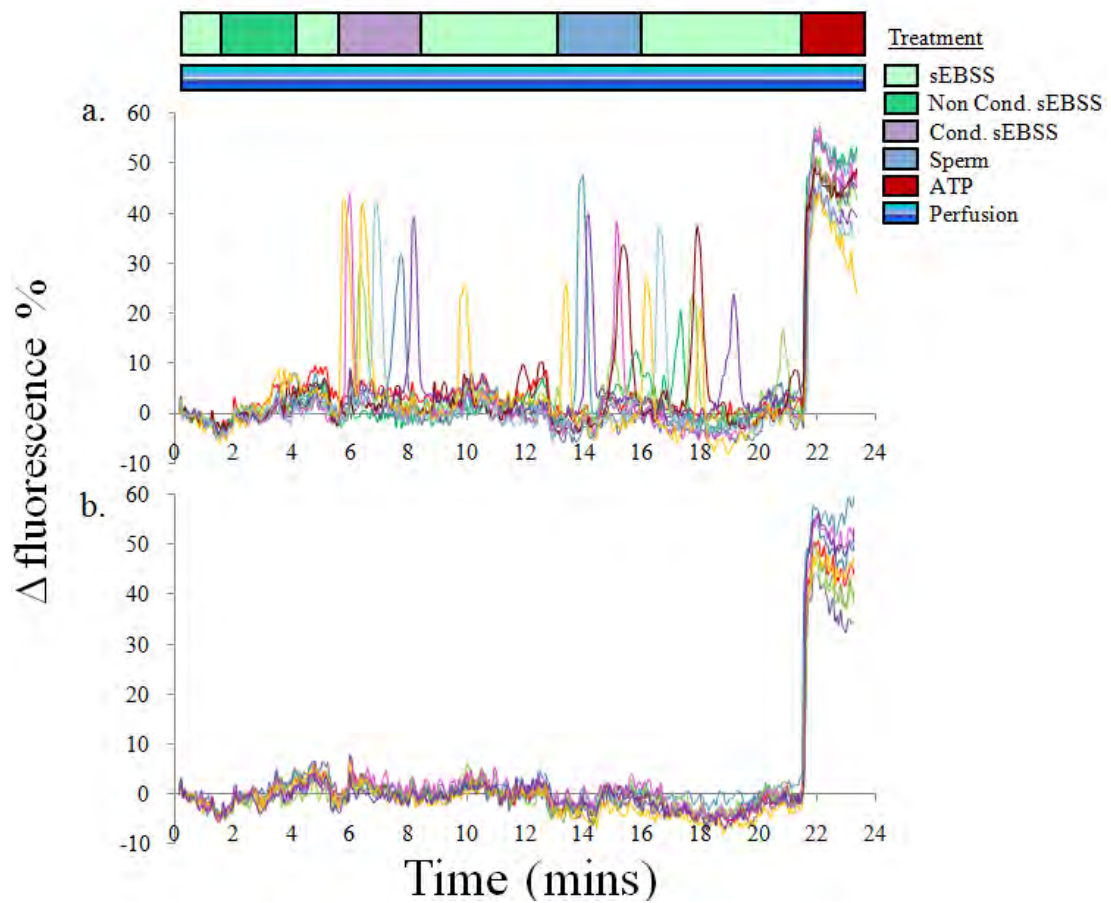 Treatment
sEBSS
Non Cond. sEBSS
Cond. sEBSS
Sperm
ATP
Perfusion
a.
60
50
40
30
20
10
0
-10
0 2 4 6 8 10 12 14 16 18 20 22 24
b.
60
50
40
30
20
10
0
-10
0 2 4 6 8 10 12 14 16 18 20 22 24
Δ fluorescence %
Time (mins)